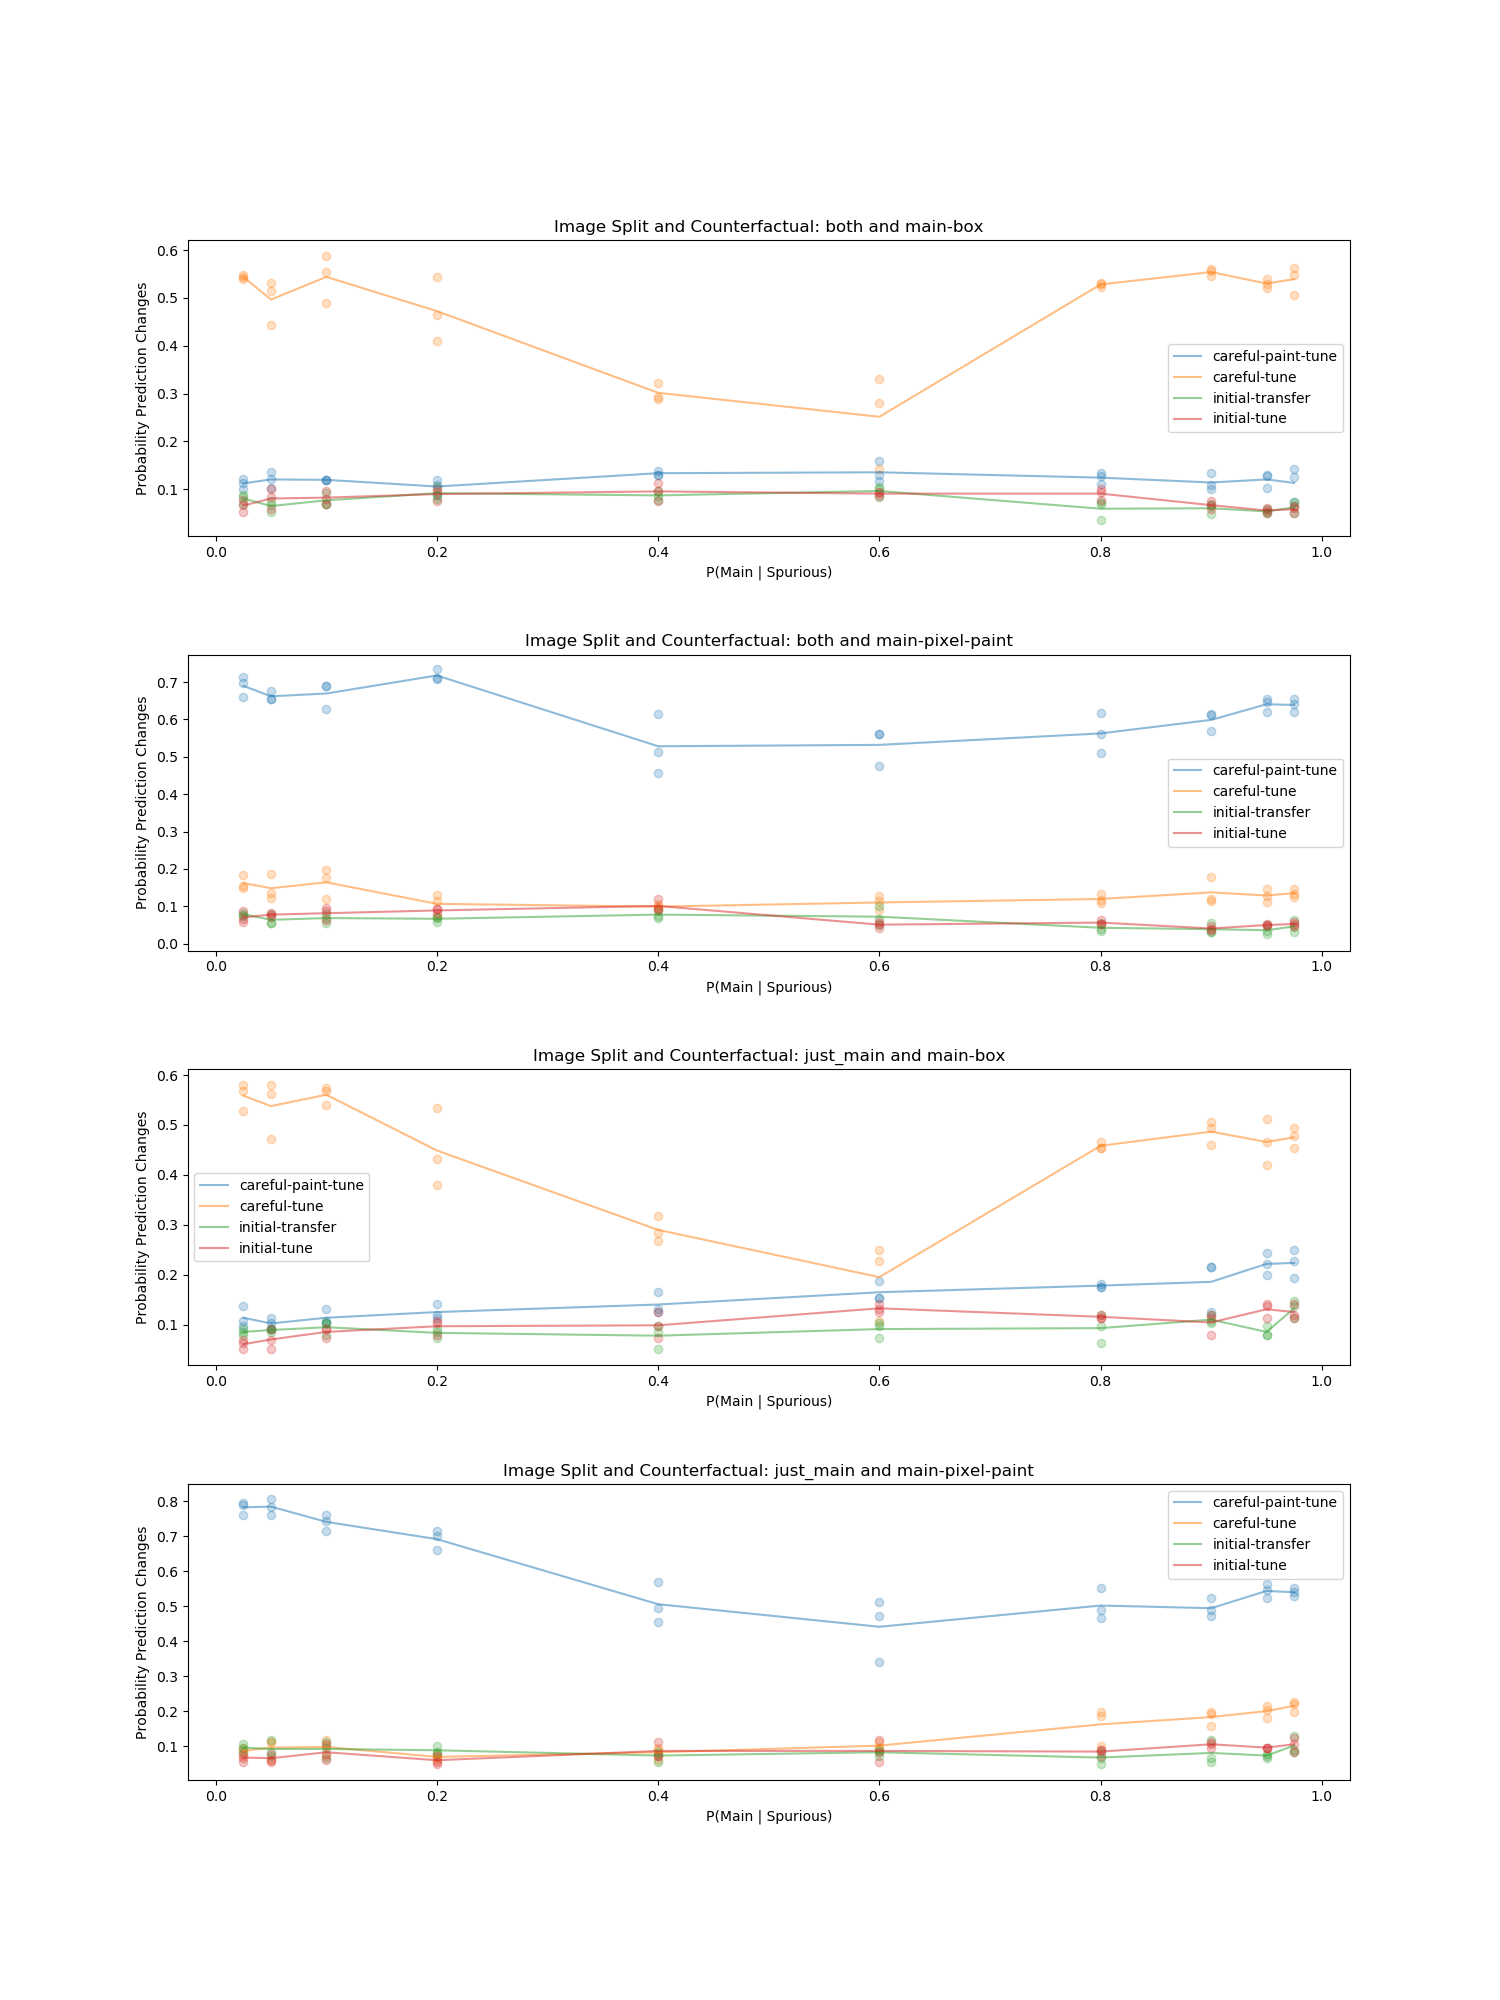 Image Split and Counterfactual: both and main-box
Probability Prediction Changes
0.6
0.5
0.4
0.3
0.2
0.1
careful-paint-tune
careful-tune
initial-transfer
initial-tune
0.0 0.2 0.4 0.6 0.8 1.0
P(Main | Spurious)
Image Split and Counterfactual: both and main-pixel-paint
Probability Prediction Changes
0.7
0.6
0.5
0.4
0.3
0.2
0.1
0.0
careful-paint-tune
careful-tune
initial-transfer
initial-tune
0.0 0.2 0.4 0.6 0.8 1.0
P(Main | Spurious)
Image Split and Counterfactual: just_main and main-box
Probability Prediction Changes
0.6
0.5
0.4
0.3
0.2
0.1
careful-paint-tune
careful-tune
initial-transfer
initial-tune
0.0 0.2 0.4 0.6 0.8 1.0
P(Main | Spurious)
Image Split and Counterfactual: just_main and main-pixel-paint
Probability Prediction Changes
0.8
0.7
0.6
0.5
0.4
0.3
0.2
0.1
careful-paint-tune
careful-tune
initial-transfer
initial-tune
0.0 0.2 0.4 0.6 0.8 1.0
P(Main | Spurious)